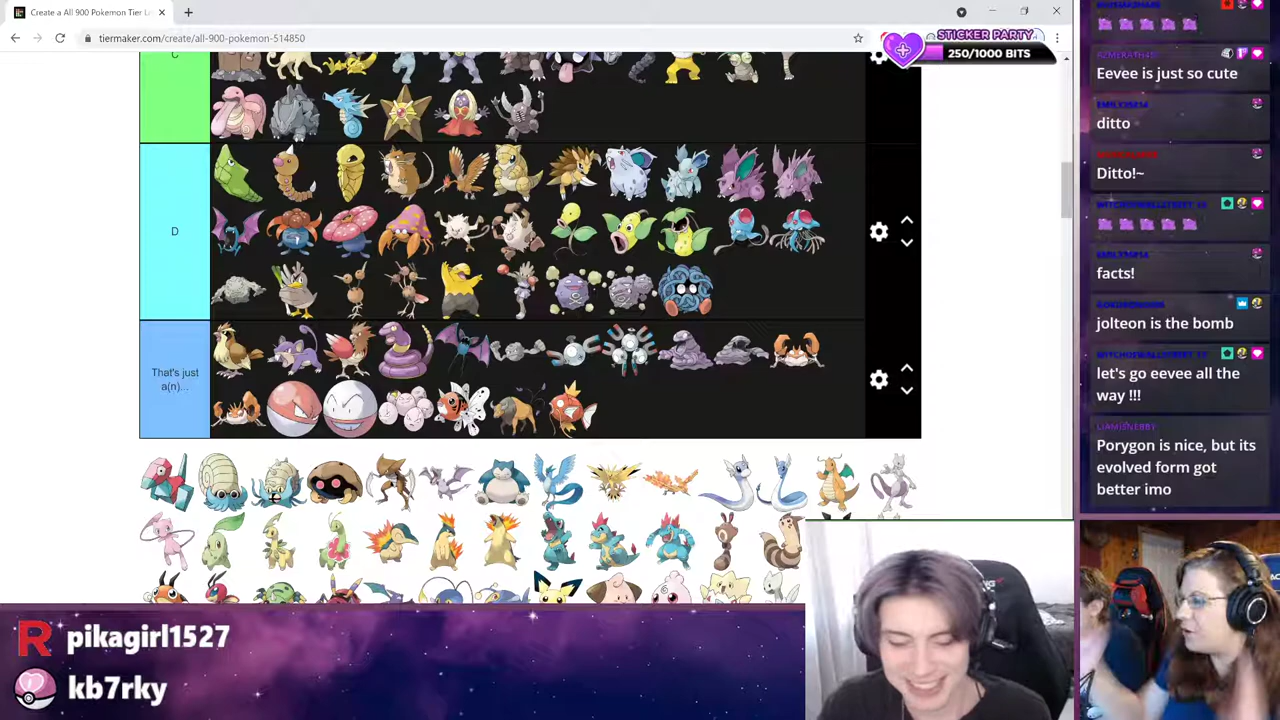 Create a All 900 Pokemon Tier Li
tiermaker.com/create/all-900-pokemon-514850
STICKER PARTY
250/1000 BITS
Eevee is just so cute
ditto
Ditto!~
facts!
jolteon is the bomb
let's go eevee all the
way !!!
LIAMISNERBY
Porygon is nice, but its
evolved form got
better imo
C
D
That's just
a(n)...
R pikagirl1527
kb7rky